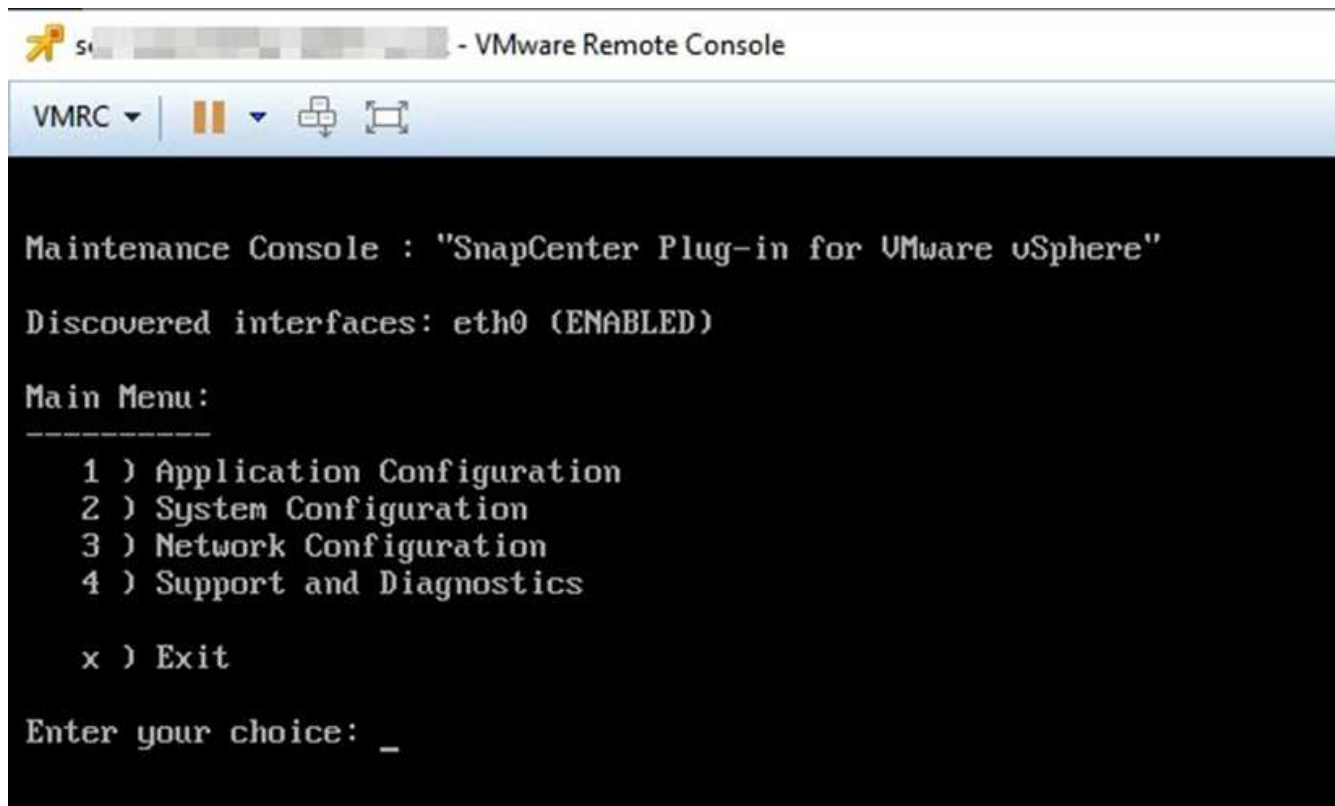 - VMware Remote Console
VMRC
Maintenance Console : "SnapCenter Plug-in for VMware vSphere"
Discovered interfaces: eth0 (ENABLED)
Main Menu:
----------
1 ) Application Configuration
2 ) System Configuration
3 ) Network Configuration
4 ) Support and Diagnostics
x ) Exit
Enter your choice: _